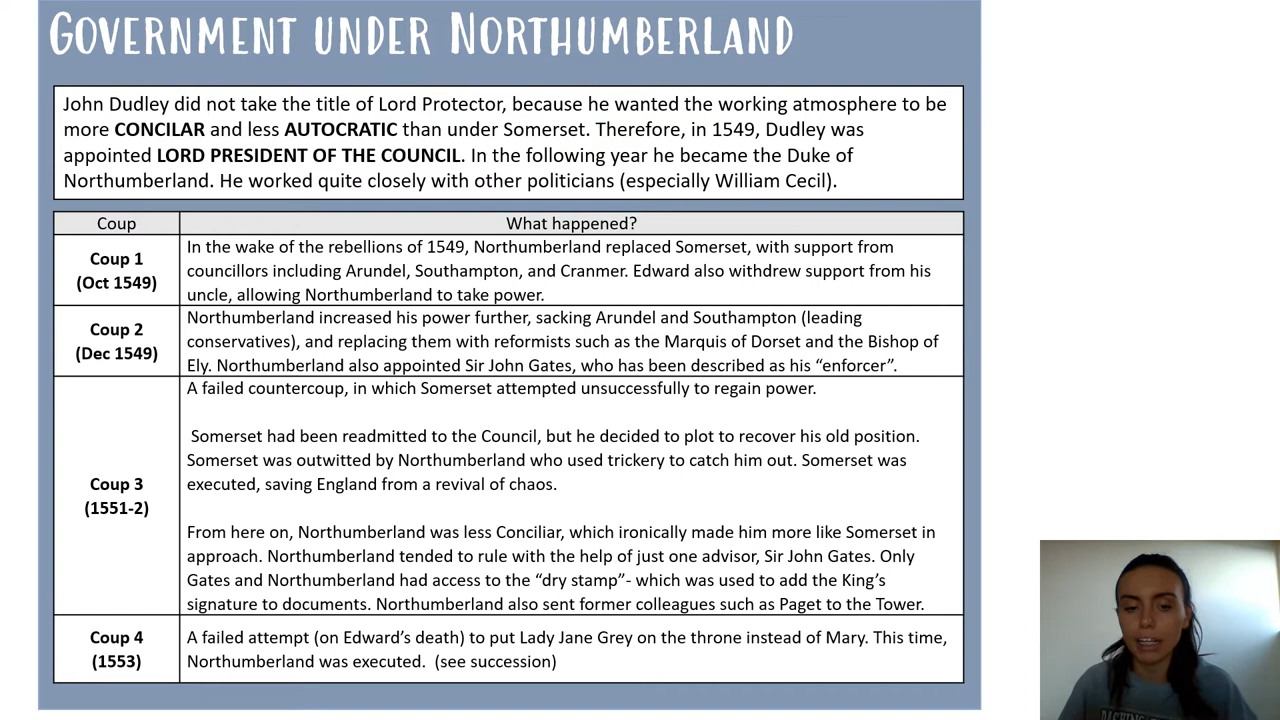 GOVERNMENT UNDER NORTHUMBERLAND
John Dudley did not take the title of Lord Protector, because he wanted the working atmosphere to be
more CONCILAR and less AUTOCRATIC than under Somerset. Therefore, in 1549, Dudley was
appointed LORD PRESIDENT OF THE COUNCIL. In the following year he became the Duke of
Northumberland. He worked quite closely with other politicians (especially William Cecil).
Coup
What happened?
Coup 1
(Oct 1549)
In the wake of the rebellions of 1549, Northumberland replaced Somerset, with support from
councillors including Arundel, Southampton, and Cranmer. Edward also withdrew support from his
uncle, allowing Northumberland to take power.
Coup 2
(Dec 1549)
Northumberland increased his power further, sacking Arundel and Southampton (leading
conservatives), and replacing them with reformists such as the Marquis of Dorset and the Bishop of
Ely. Northumberland also appointed Sir John Gates, who has been described as his “enforcer”.
Coup 3
(1551-2)
A failed countercoup, in which Somerset attempted unsuccessfully to regain power.
Somerset had been readmitted to the Council, but he decided to plot to recover his old position.
Somerset was outwitted by Northumberland who used trickery to catch him out. Somerset was
executed, saving England from a revival of chaos.
From here on, Northumberland was less Conciliar, which ironically made him more like Somerset in
approach. Northumberland tended to rule with the help of just one advisor, Sir John Gates. Only
Gates and Northumberland had access to the “dry stamp”- which was used to add the King’s
signature to documents. Northumberland also sent former colleagues such as Paget to the Tower.
Coup 4
(1553)
A failed attempt (on Edward’s death) to put Lady Jane Grey on the throne instead of Mary. This time,
Northumberland was executed. (see succession)